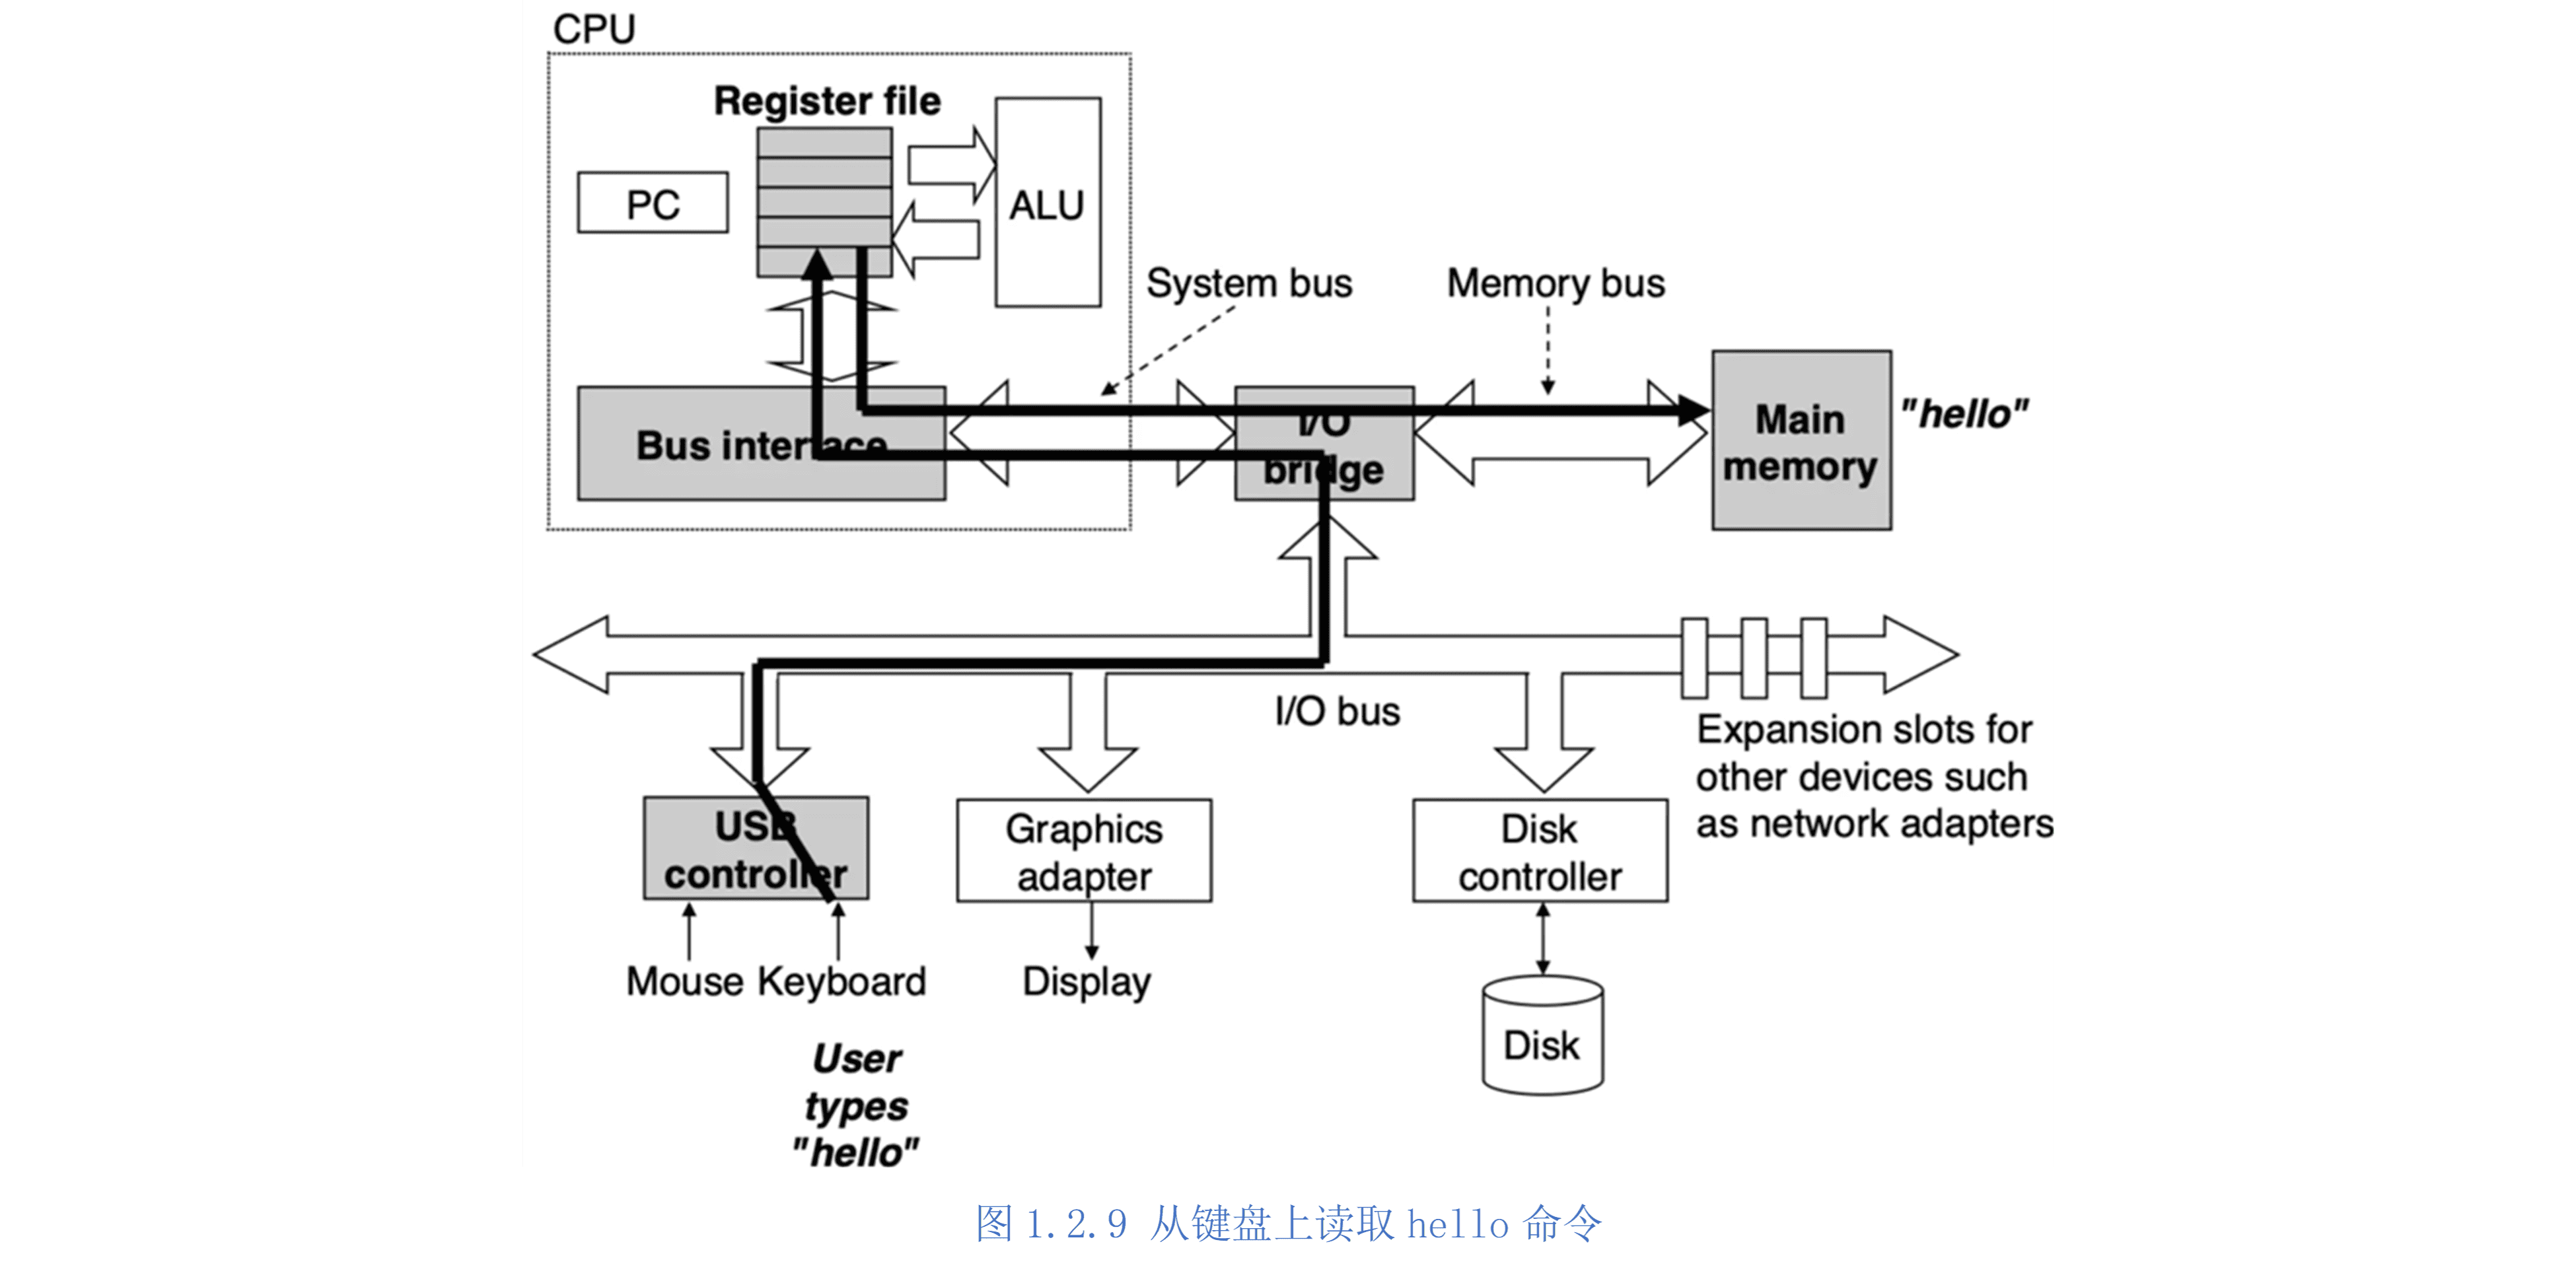 CPU
Register file
PC
ALU
System bus
Memory bus
Bus interface
I/O
bridge
Main
memory
"hello"
I/O bus
Expansion slots for
other devices such
as network adapters
USB
controller
Graphics
adapter
Disk
controller
Mouse
Keyboard
Display
Disk
User
types
"hello"
图 1.2.9 从键盘上读取 hello 命令